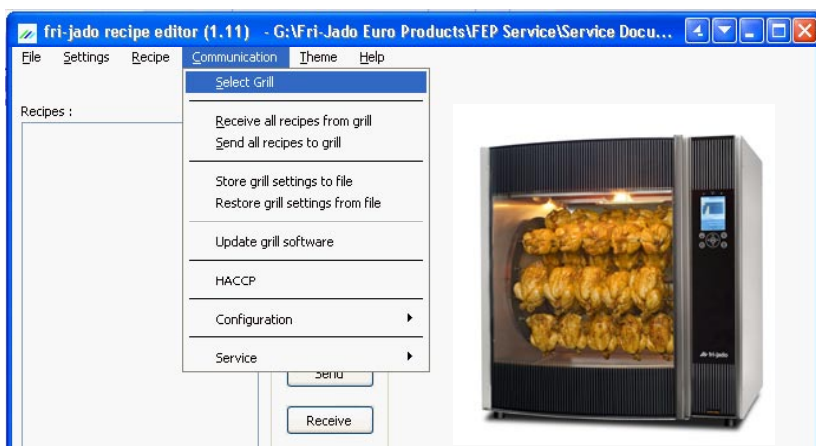 fri-jado recipe editor (1.11) - G:\Fri-Jado Euro Products\FEP Service\Service Docu...
File Settings Recipe Communication Theme Help
Select Grill
Recipes :
Receive all recipes from grill
Send all recipes to grill
Store grill settings to file
Restore grill settings from file
Update grill software
HACCP
Configuration
Service
Send
Receive
fri-jado